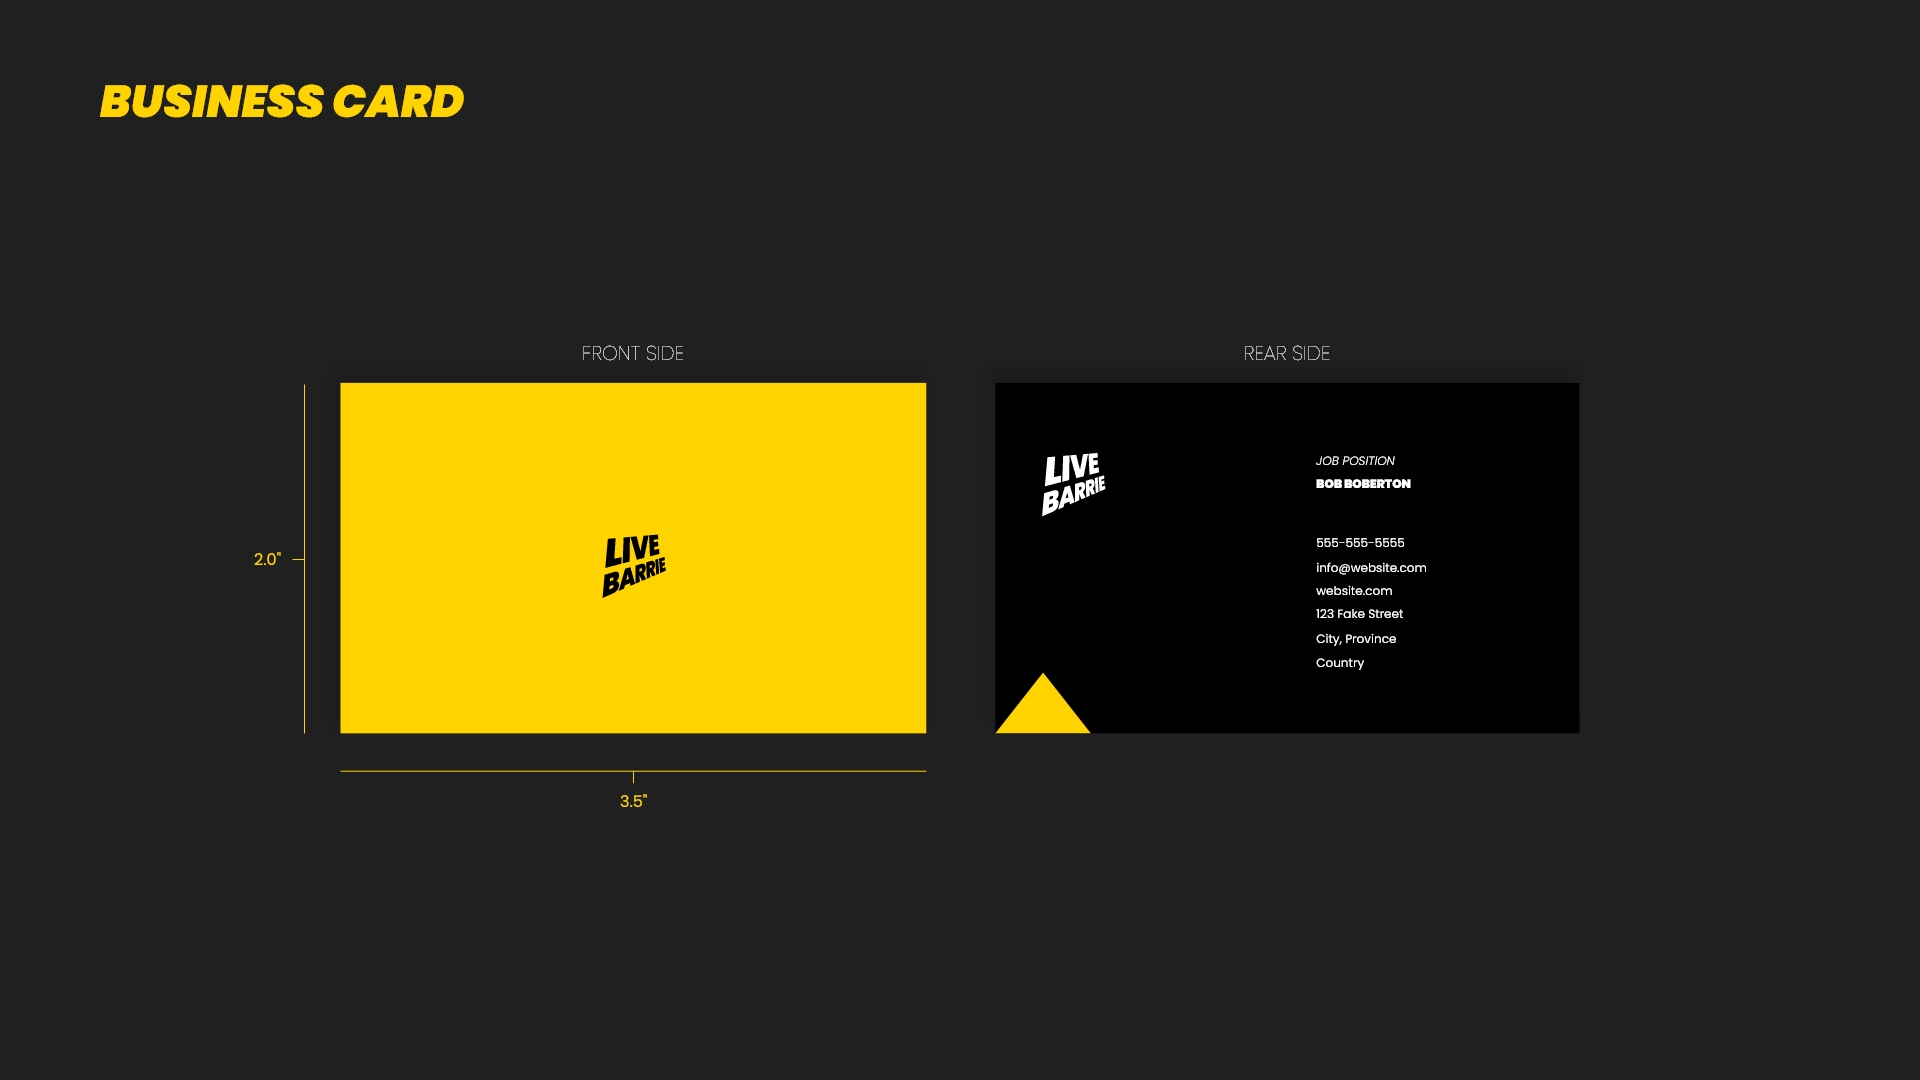 BUSINESS CARD
FRONT SIDE
LIVE
BARRIE
2.0"
3.5"
REAR SIDE
LIVE
BARRIE
JOB POSITION
BOB BOBERTON
555-555-5555
info@website.com
website.com
123 Fake Street
City, Province
Country